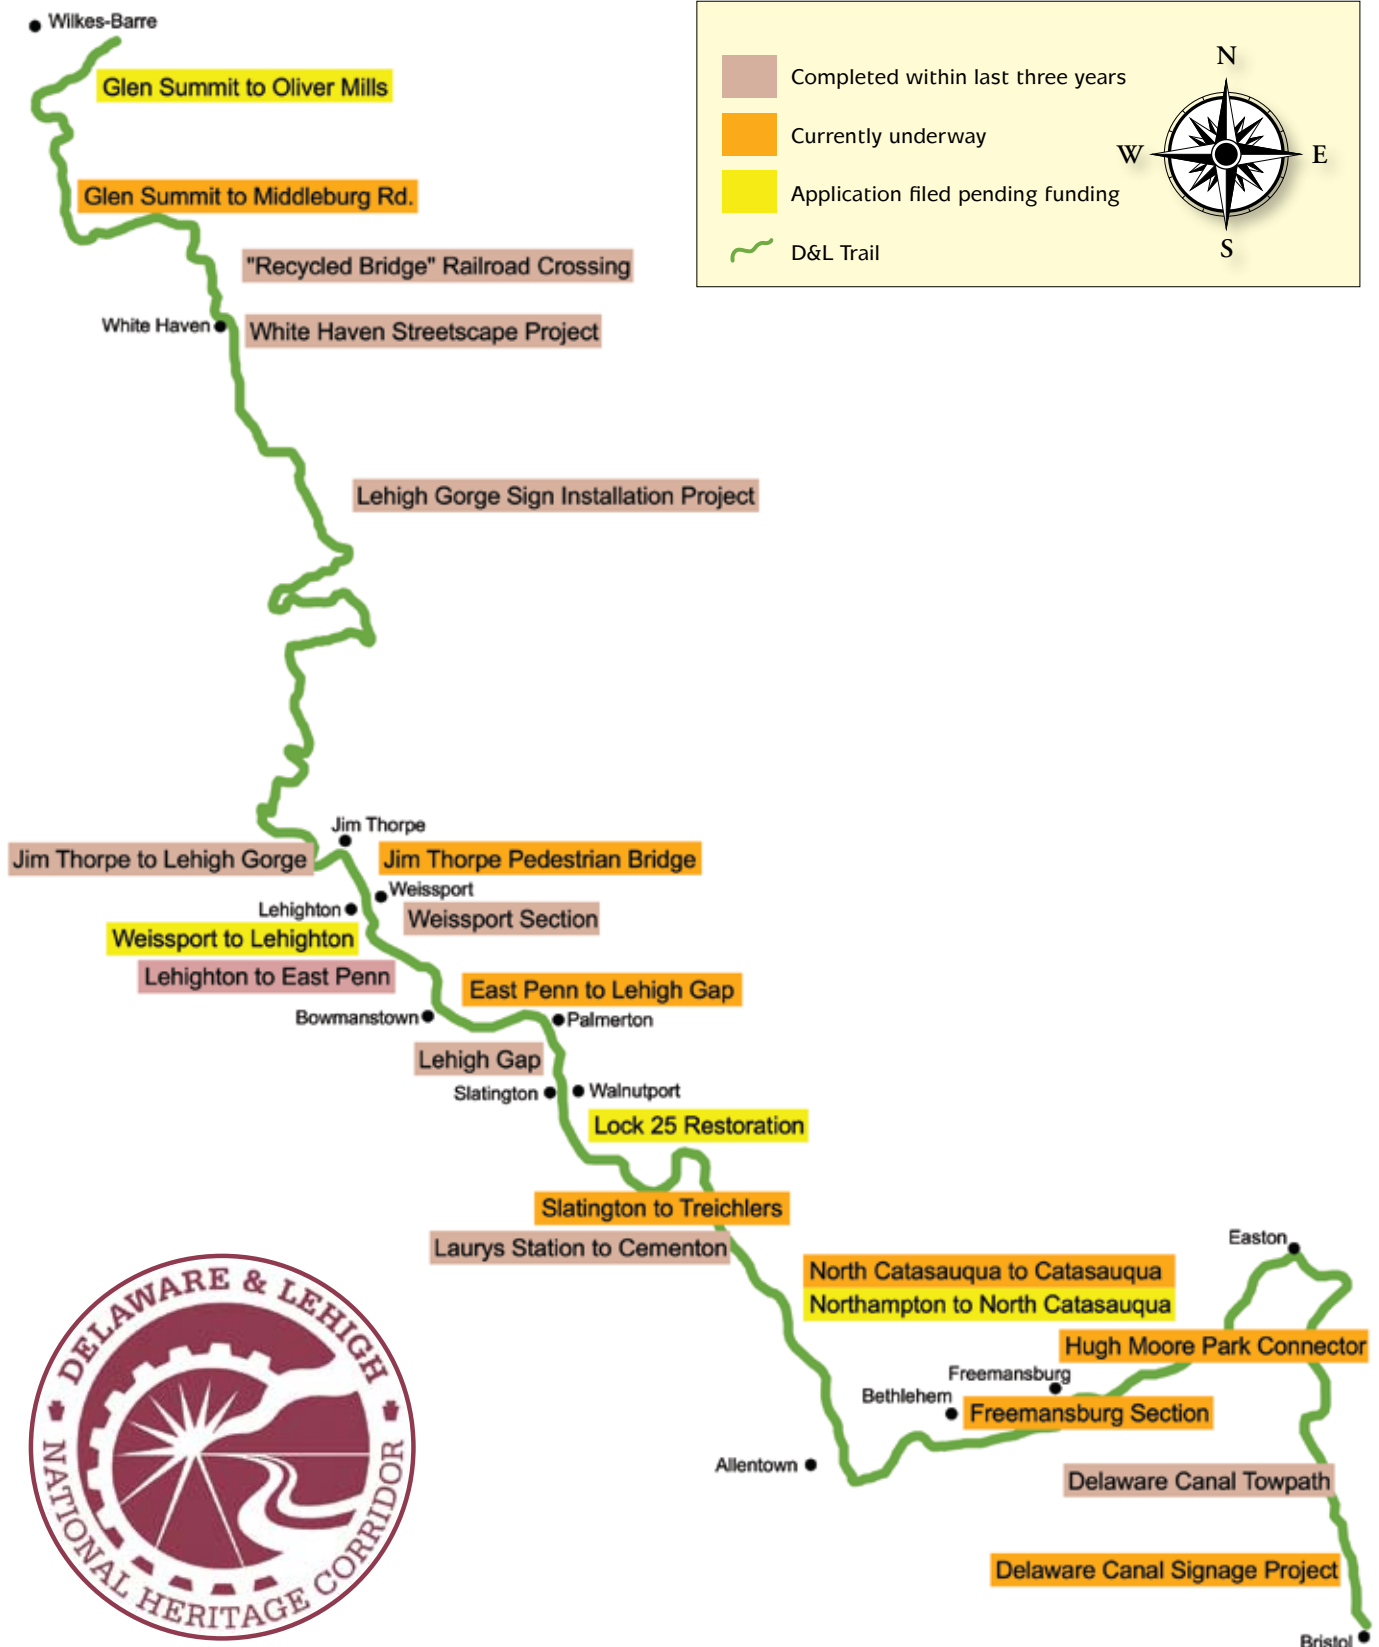 Wilkes-Barre
Glen Summit to Oliver Mills
Completed within last three years
Currently underway
Application filed pending funding
D&L Trail
N
W
E
S
Glen Summit to Middleburg Rd.
"Recycled Bridge" Railroad Crossing
White Haven
White Haven Streetscape Project
Lehigh Gorge Sign Installation Project
Jim Thorpe
Jim Thorpe to Lehigh Gorge
Jim Thorpe Pedestrian Bridge
Weissport
Lehighton
Weissport Section
Weissport to Lehighton
Lehighton to East Penn
East Penn to Lehigh Gap
Bowmanstown
Palmerton
Lehigh Gap
Slatington
Walnutport
Lock 25 Restoration
Slatington to Treichlers
Laurys Station to Cementon
Easton
North Catasauqua to Catasauqua
Northampton to North Catasauqua
Hugh Moore Park Connector
Freemansburg
Bethlehem
Freemansburg Section
Allentown
Delaware Canal Towpath
Delaware Canal Signage Project
Bristol
DELAWARE & LEHIGH
NATIONAL HERITAGE CORRIDOR